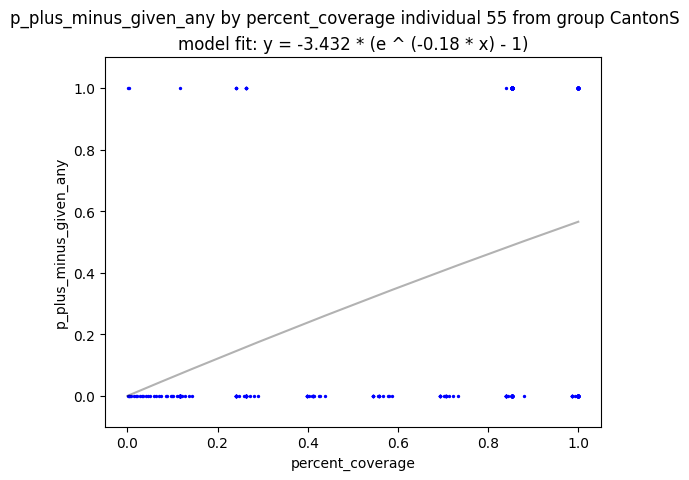 p_plus_minus_given_any by percent_coverage individual 55 from group CantonS
model fit: y = -3.432 * (e ^ (-0.18 * x) - 1)
1.0
0.8
0.6
0.4
0.2
0.0
p_plus_minus_given_any
0.0 0.2 0.4 0.6 0.8 1.0
percent_coverage